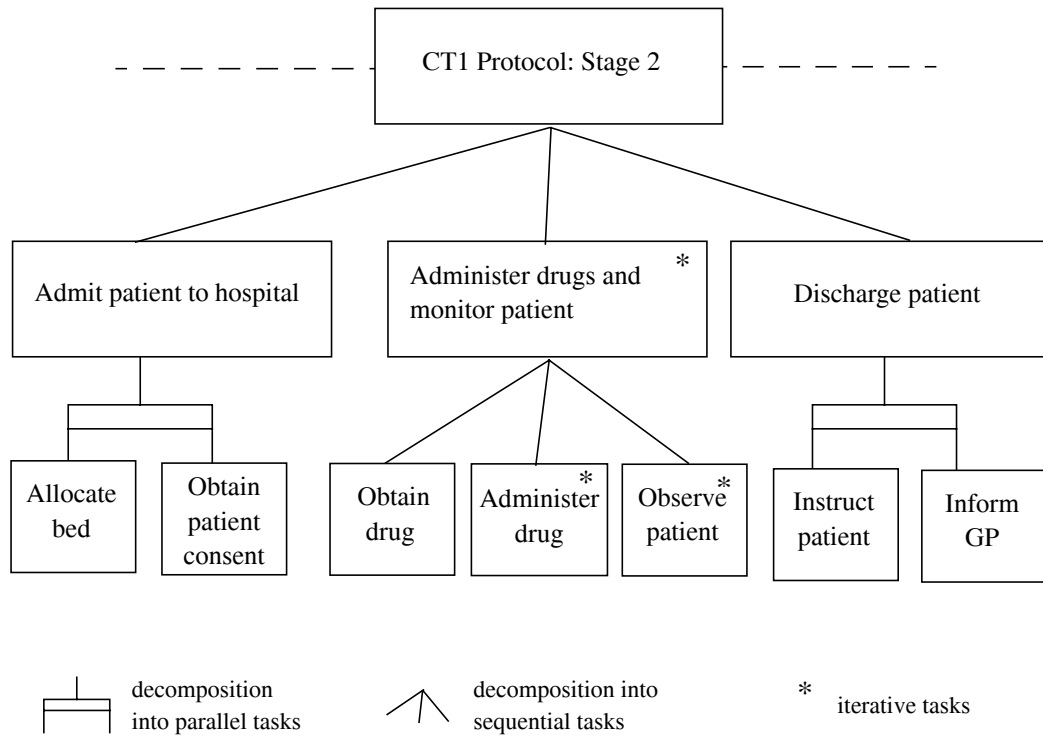 CT1 Protocol: Stage 2
Admit patient to hospital
Administer drugs and
monitor patient
*
Discharge patient
Allocate
bed
Obtain
patient
consent
Obtain
drug
*
Administer
drug
*
Observe
patient
Instruct
patient
Inform
GP
decomposition
into parallel tasks
decomposition into
sequential tasks
* iterative tasks